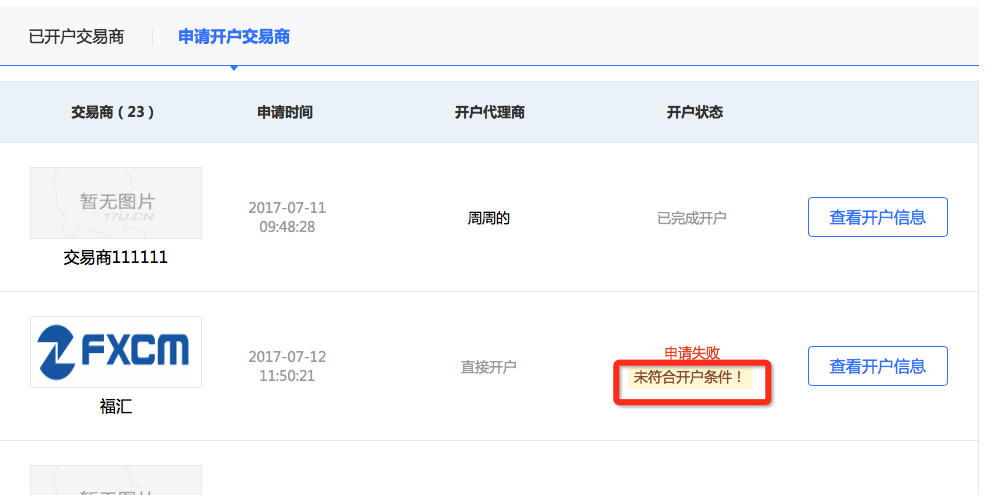 已开户交易商
申请开户交易商
交易商（23）
申请时间
开户代理商
开户状态
暂无图片
17U.CN
交易商111111
2017-07-11
09:48:28
周周的
已完成开户
查看开户信息
FXCM
福汇
2017-07-12
11:50:21
直接开户
申请失败
未符合开户条件！
查看开户信息
暂无图片